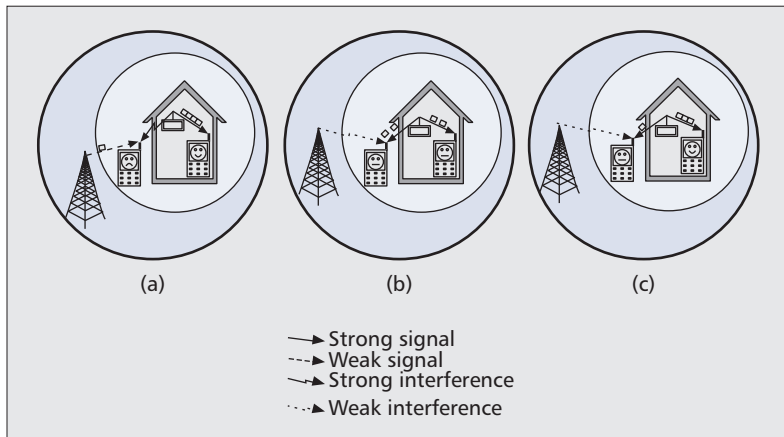 (a)
(b)
(c)
Strong signal
Weak signal
Strong interference
Weak interference